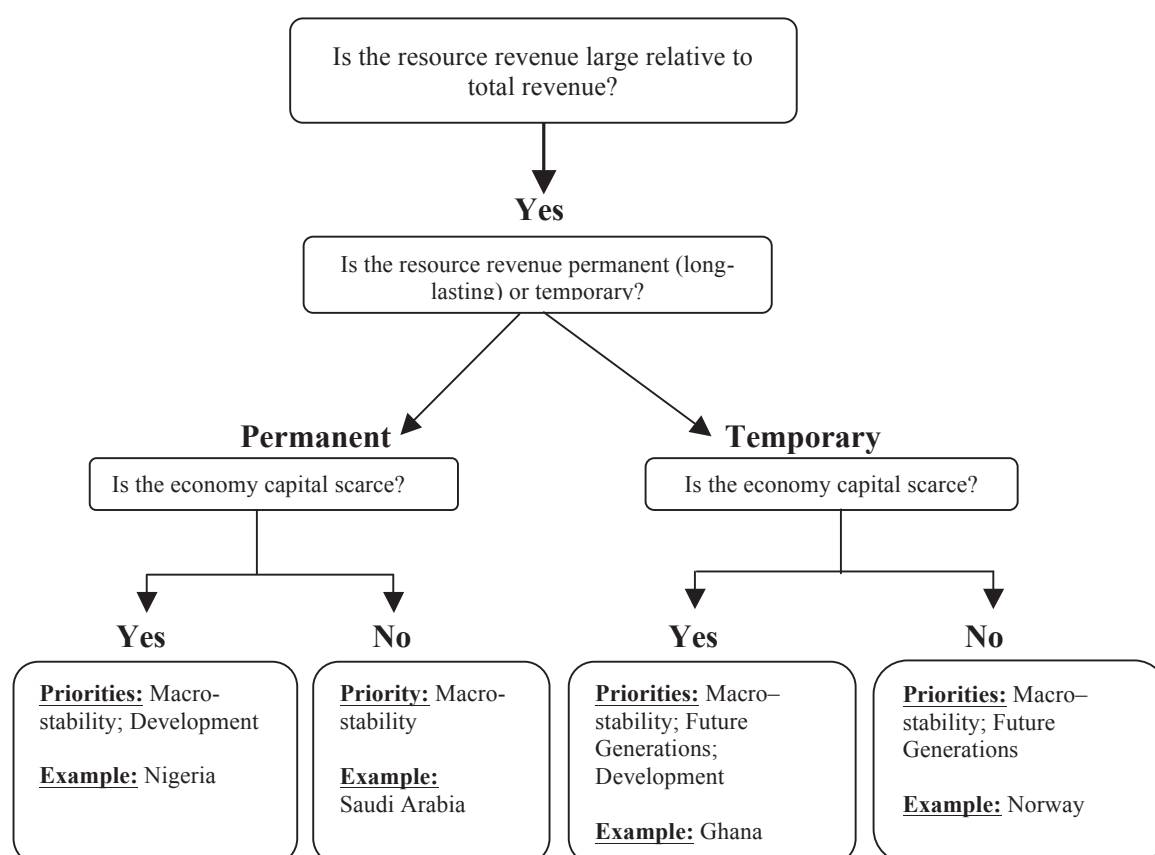 Is the resource revenue large relative to
total revenue?
Yes
Is the resource revenue permanent (long-
lasting) or temporary?
Permanent
Temporary
Is the economy capital scarce?
Is the economy capital scarce?
Yes
No
Yes
No
Priorities: Macro-
stability; Development
Example: Nigeria
Priority: Macro-
stability
Example:
Saudi Arabia
Priorities: Macro–
stability; Future
Generations;
Development
Example: Ghana
Priorities: Macro–
stability; Future
Generations
Example: Norway